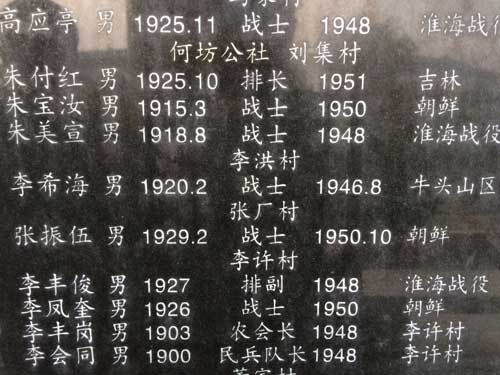 高应亭 男 1925.11 战士 1948 淮海战役
何坊公社 刘集村
朱付红 男 1925.10 排长 1951 吉林
朱宝汝 男 1915.3 战士 1950 朝鲜
朱美宣 男 1918.8 战士 1948 淮海战役
李洪村
李希海 男 1920.2 战士 1946.8 牛头山区
张厂村
张振伍 男 1929.2 战士 1950.10 朝鲜
李许村
李丰俊 男 1927 排副 1948 淮海战役
李凤奎 男 1926 战士 1950 朝鲜
李丰岗 男 1903 农会长 1948 李许村
李会同 男 1900 民兵队长 1948 李许村